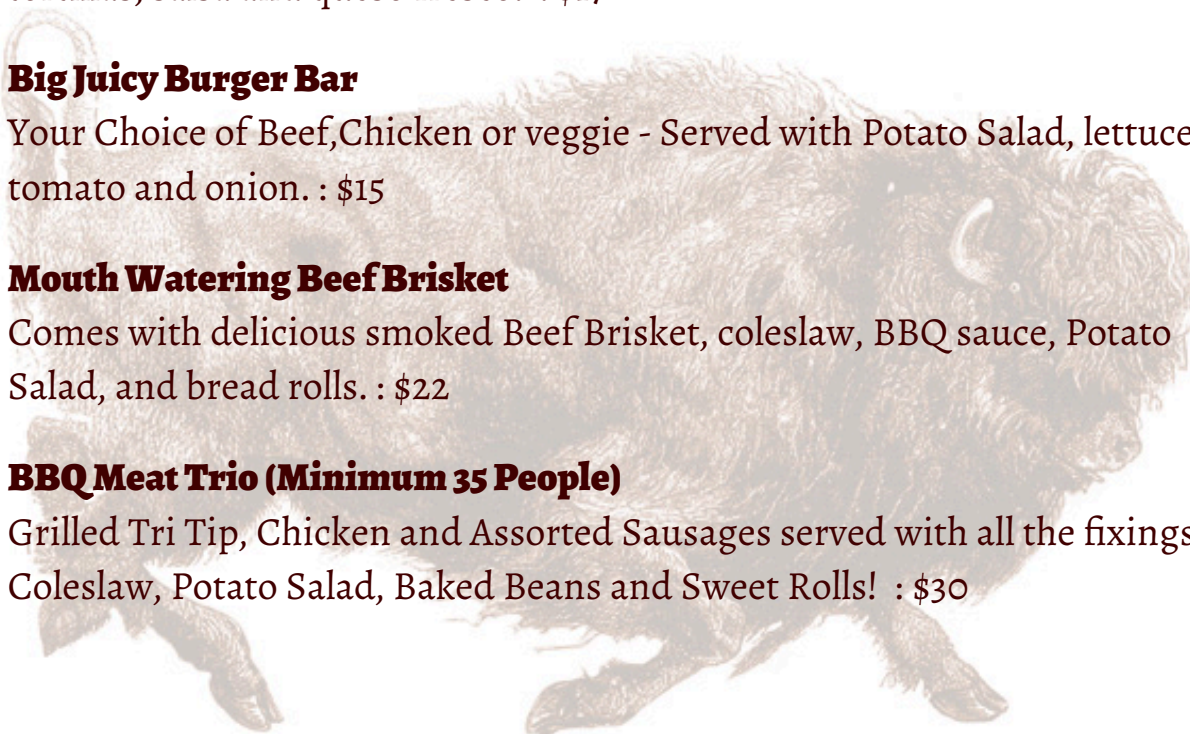 Big Juicy Burger Bar
Your Choice of Beef,Chicken or veggie - Served with Potato Salad, lettuce
tomato and onion. : $15
Mouth Watering Beef Brisket
Comes with delicious smoked Beef Brisket, coleslaw, BBQ sauce, Potato
Salad, and bread rolls. : $22
BBQ Meat Trio (Minimum 35 People)
Grilled Tri Tip, Chicken and Assorted Sausages served with all the fixings
Coleslaw, Potato Salad, Baked Beans and Sweet Rolls!  : $30